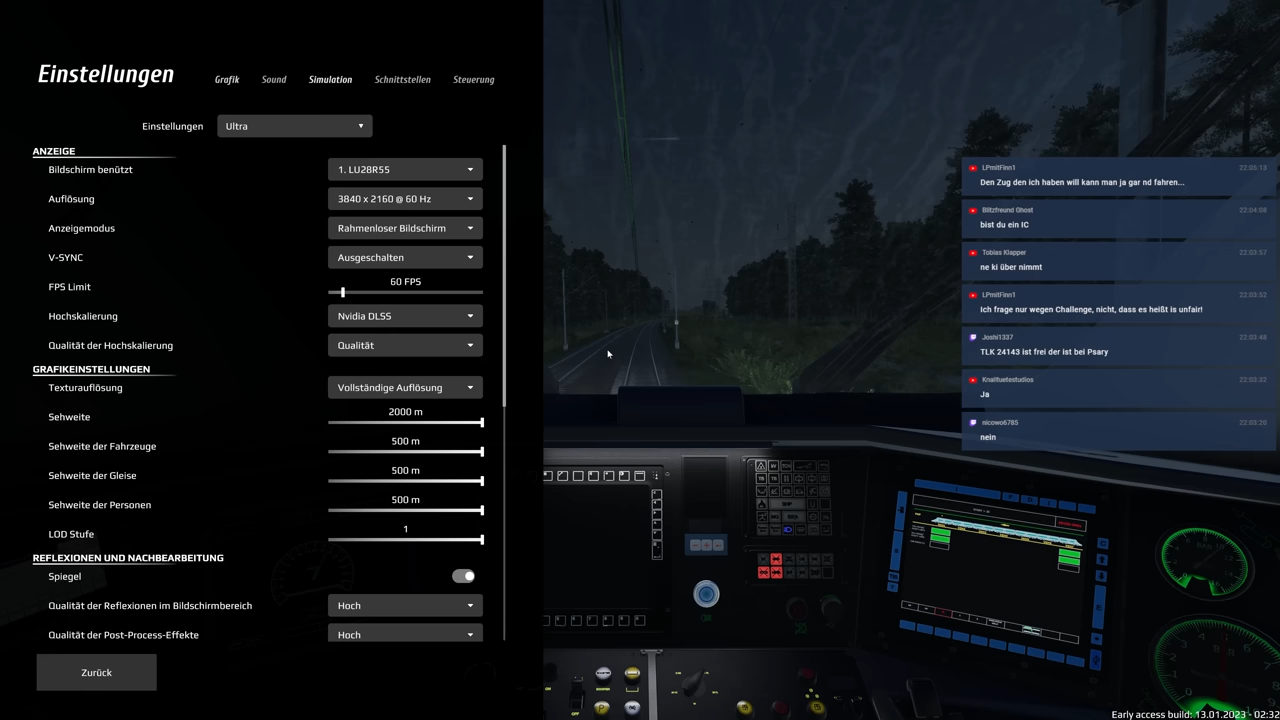 Einstellungen
Grafik Sound Simulation Schnittstellen Steuerung
Einstellungen Ultra
ANZEIGE
Bildschirm benützt 1. LU28R55
Auflösung 3840 x 2160 @ 60 Hz
Anzeigemodus Rahmenloser Bildschirm
V-SYNC Ausgeschalten
FPS Limit 60 FPS
Hochskalierung Nvidia DLSS
Qualität der Hochskalierung Qualität
GRAFIKEINSTELLUNGEN
Texturauflösung Vollständige Auflösung
Sehweite 2000 m
Sehweite der Fahrzeuge 500 m
Sehweite der Gleise 500 m
Sehweite der Personen 500 m
LOD Stufe 1
REFLEXIONEN UND NACHBEARBEITUNG
Spiegel
Qualität der Reflexionen im Bildschirmbereich Hoch
Qualität der Post-Process-Effekte Hoch
Zurück
LPmitFinn1 22:05:13
Den Zug den ich haben will kann man ja gar nd fahren...
Blitzfreund Ghost 22:04:08
bist du ein IC
Tobias Klapper 22:03:57
ne ki über nimmt
LPmitFinn1 22:03:52
Ich frage nur wegen Challenge, nicht, dass es heißt is unfair!
Joshi1337 22:03:48
TLK 24143 ist frei der ist bei Psary
Knalltuetestudios 22:03:32
Ja
nicowo6785 22:03:20
nein
Early access build: 13.01.2023 - 02:32